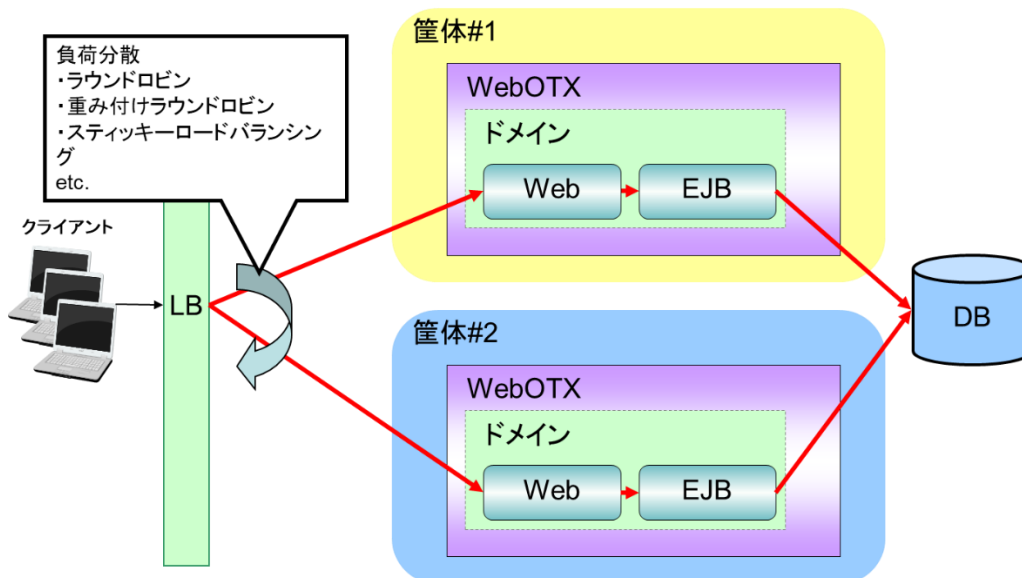 負荷分散
・ラウンドロビン
・重み付けラウンドロビン
・スティッキーロードバランシン
グ
etc.
クライアント
LB
筐体#1
WebOTX
ドメイン
Web
EJB
筐体#2
WebOTX
ドメイン
Web
EJB
DB